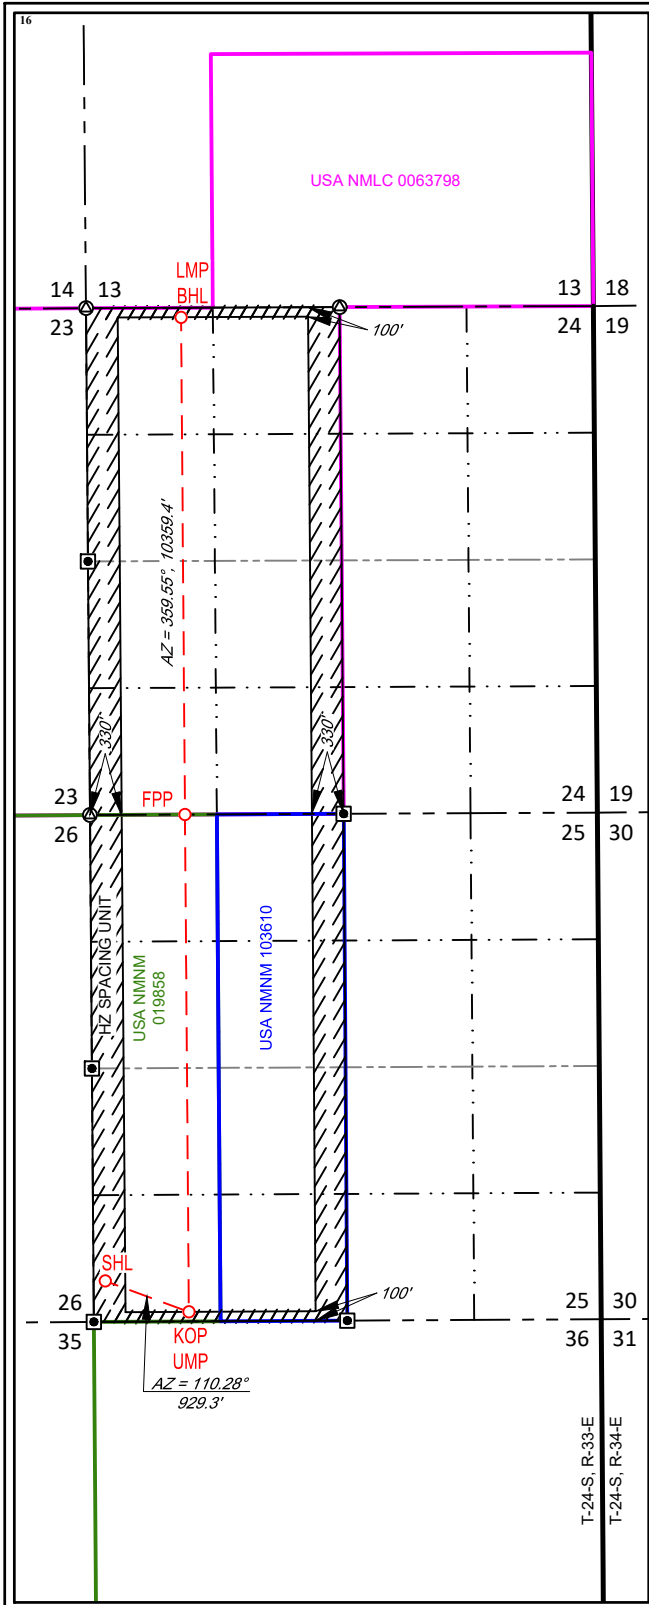 16
USA NMLC 0063798
LMP
BHL
14 13
23
13 18
24 19
100'
AZ = 359.55°, 10359.4'
330'
330'
FPP
23
26
24 19
25 30
HZ SPACING UNIT
USA NMNM
019858
USA NMNM 103610
SHL
26
35
KOP
UMP
100'
25 30
36 31
AZ = 110.28°
929.3'
T-24-S, R-33-E
T-24-S, R-34-E